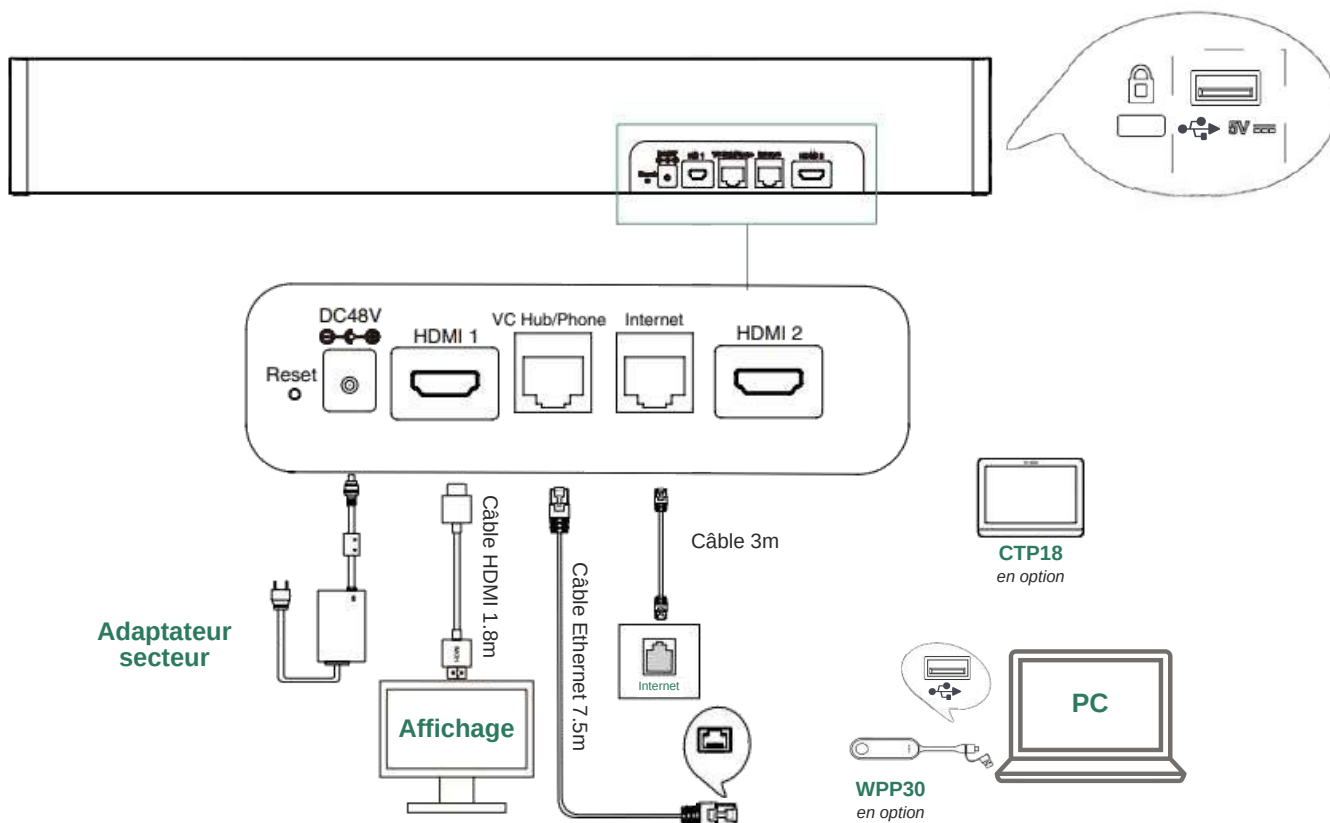 5V
DC48V
HDMI 1
VC Hub/Phone
Internet
HDMI 2
Reset
Câble HDMI 1.8m
Câble Ethernet 7.5m
Câble 3m
Adaptateur
secteur
Affichage
Internet
CTP18
en option
PC
WPP30
en option